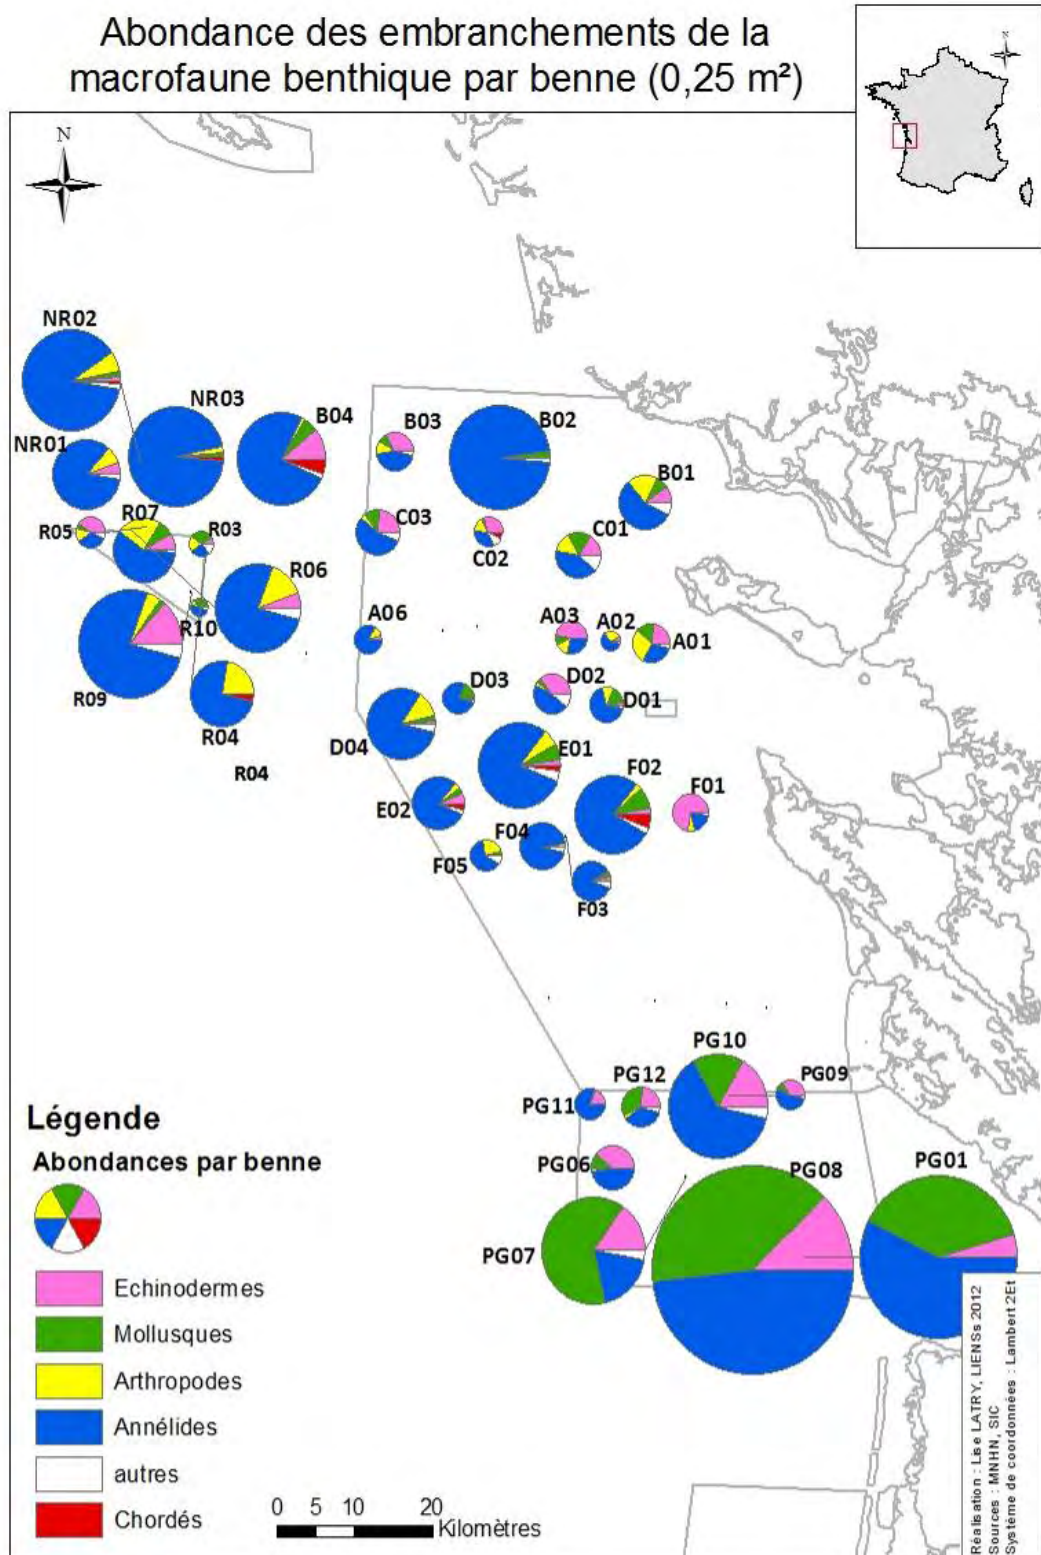 Abondance des embranchements de la
macrofaune benthique par benne (0,25 m²)
N
N
NR02
NR03
B04
B03
B02
NR01
B01
R07
R05
R03
C03
C02
C01
R06
A06
A03
A02
A01
R10
R09
D03
D02
D01
R04
D04
R04
E01
F02
F01
E02
F04
F05
F03
PG10
PG12
PG09
PG11
PG06
PG08
PG01
PG07
Légende
Abondances par benne
Echinodermes
Mollusques
Arthropodes
Annélides
autres
Chordés
0 5 10 20
Kilomètres
Réalisation : Lise LATRY, LIENSs 2012
Sources : MNHN, SIC
Système de coordonnées : Lambert 2Et